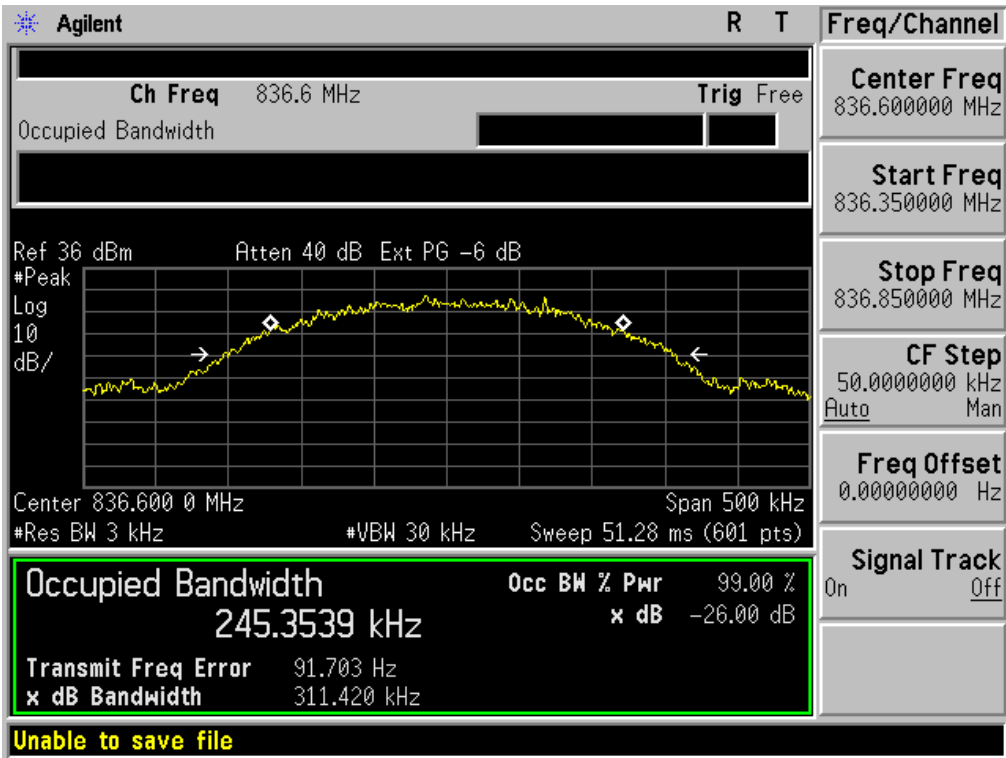 Agilent R T
Ch Freq 836.6 MHz Trig Free
Occupied Bandwidth
Ref 36 dBm Atten 40 dB Ext PG -6 dB
#Peak
Log
10
dB/
Center 836.600 0 MHz Span 500 kHz
#Res BW 3 kHz #VBW 30 kHz Sweep 51.28 ms (601 pts)
Occupied Bandwidth Occ BW % Pwr 99.00 %
245.3539 kHz x dB -26.00 dB
Transmit Freq Error 91.703 Hz
x dB Bandwidth 311.420 kHz
Unable to save file
Freq/Channel
Center Freq
836.600000 MHz
Start Freq
836.350000 MHz
Stop Freq
836.850000 MHz
CF Step
50.0000000 kHz
Auto Man
Freq Offset
0.00000000 Hz
Signal Track
On Off